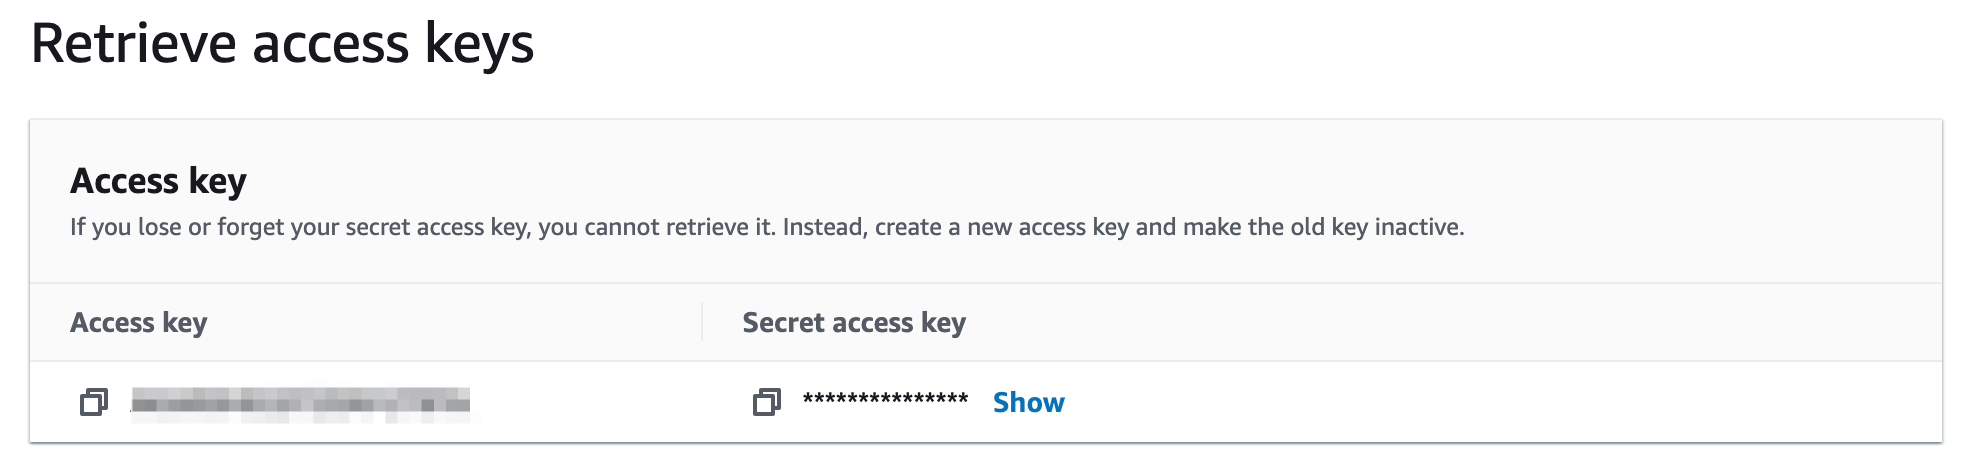 Retrieve access keys
Access key
If you lose or forget your secret access key, you cannot retrieve it. Instead, create a new access key and make the old key inactive.
Access key
Secret access key
*************** Show